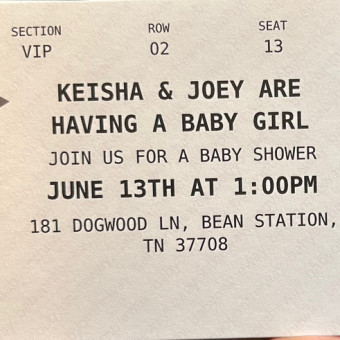 SECTION ROW SEAT
VIP 02 13
KEISHA & JOEY ARE
HAVING A BABY GIRL
JOIN US FOR A BABY SHOWER
JUNE 13TH AT 1:00PM
181 DOGWOOD LN, BEAN STATION,
TN 37708